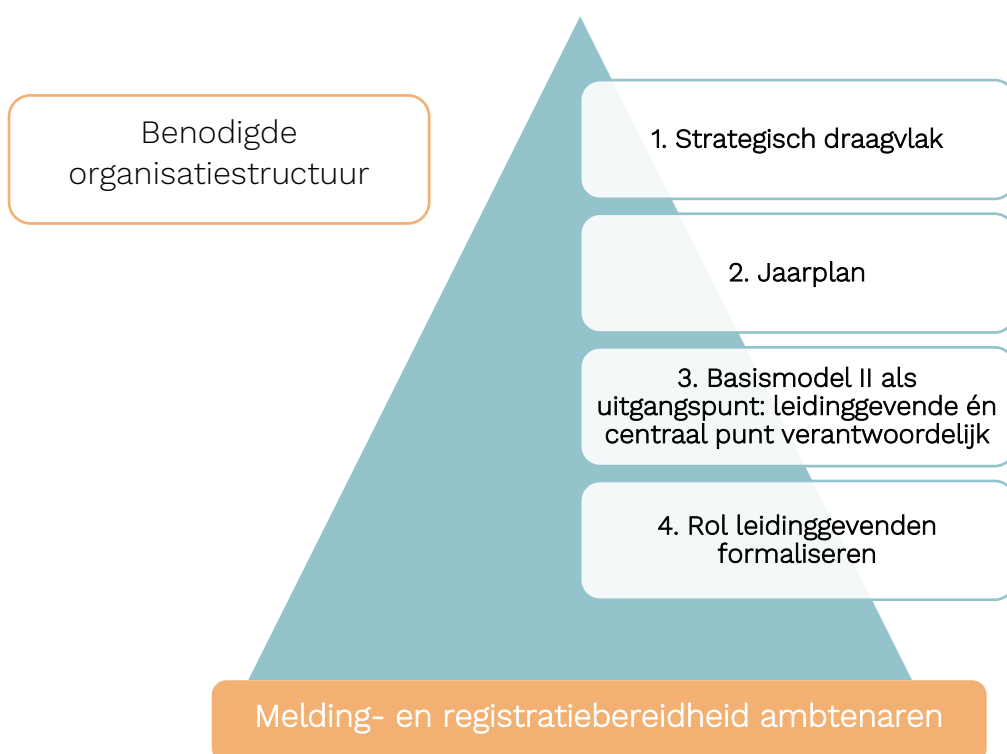 Benodigde
organisatiestructuur
1. Strategisch draagvlak
2. Jaarplan
3. Basismodel II als
uitgangspunt: leidinggevende én
centraal punt verantwoordelijk
4. Rol leidinggevenden
formaliseren
Melding- en registratiebereidheid ambtenaren